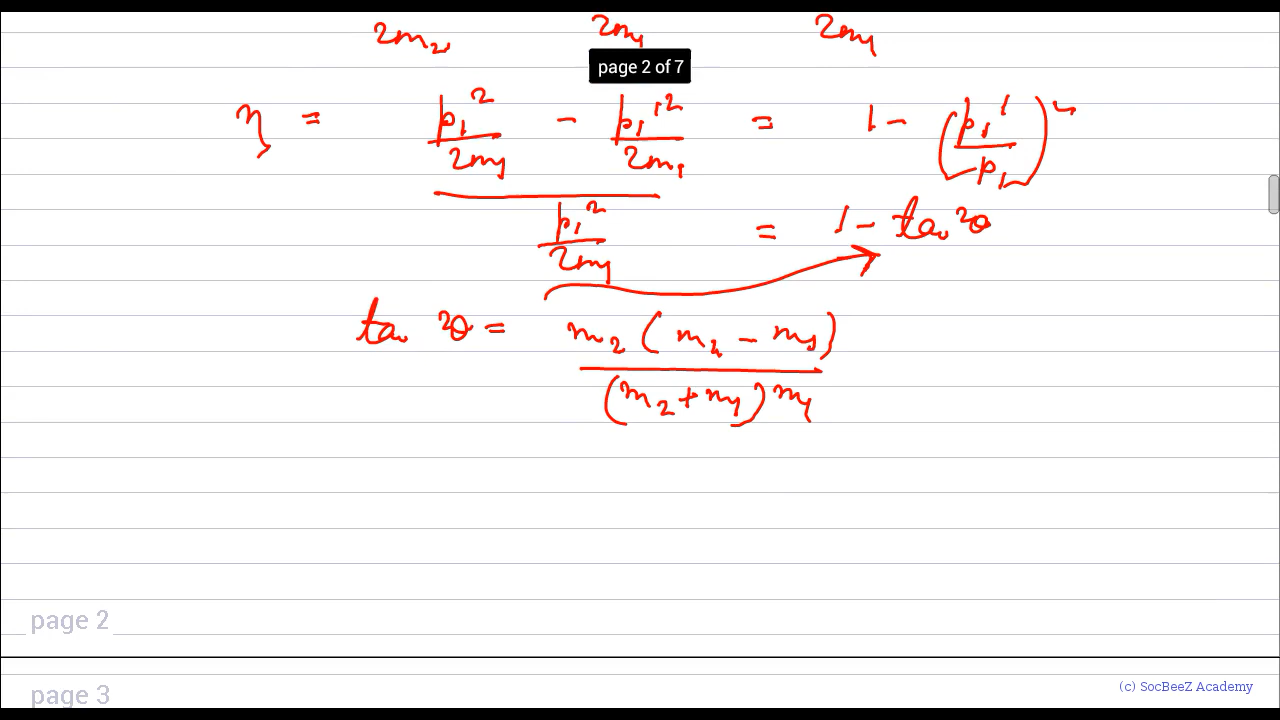 2m₂ 2m₁ 2m₁
page 2 of 7
η = (p₁²/2m₁ - p₁'²/2m₁) / (p₁²/2m₁) = 1 - (p₁'/p₁)²
= 1 - tan²θ
tan²θ = m₂(m₂ - m₁) / (m₂ + m₁)m₁
page 2
page 3
(c) SocBeeZ Academy